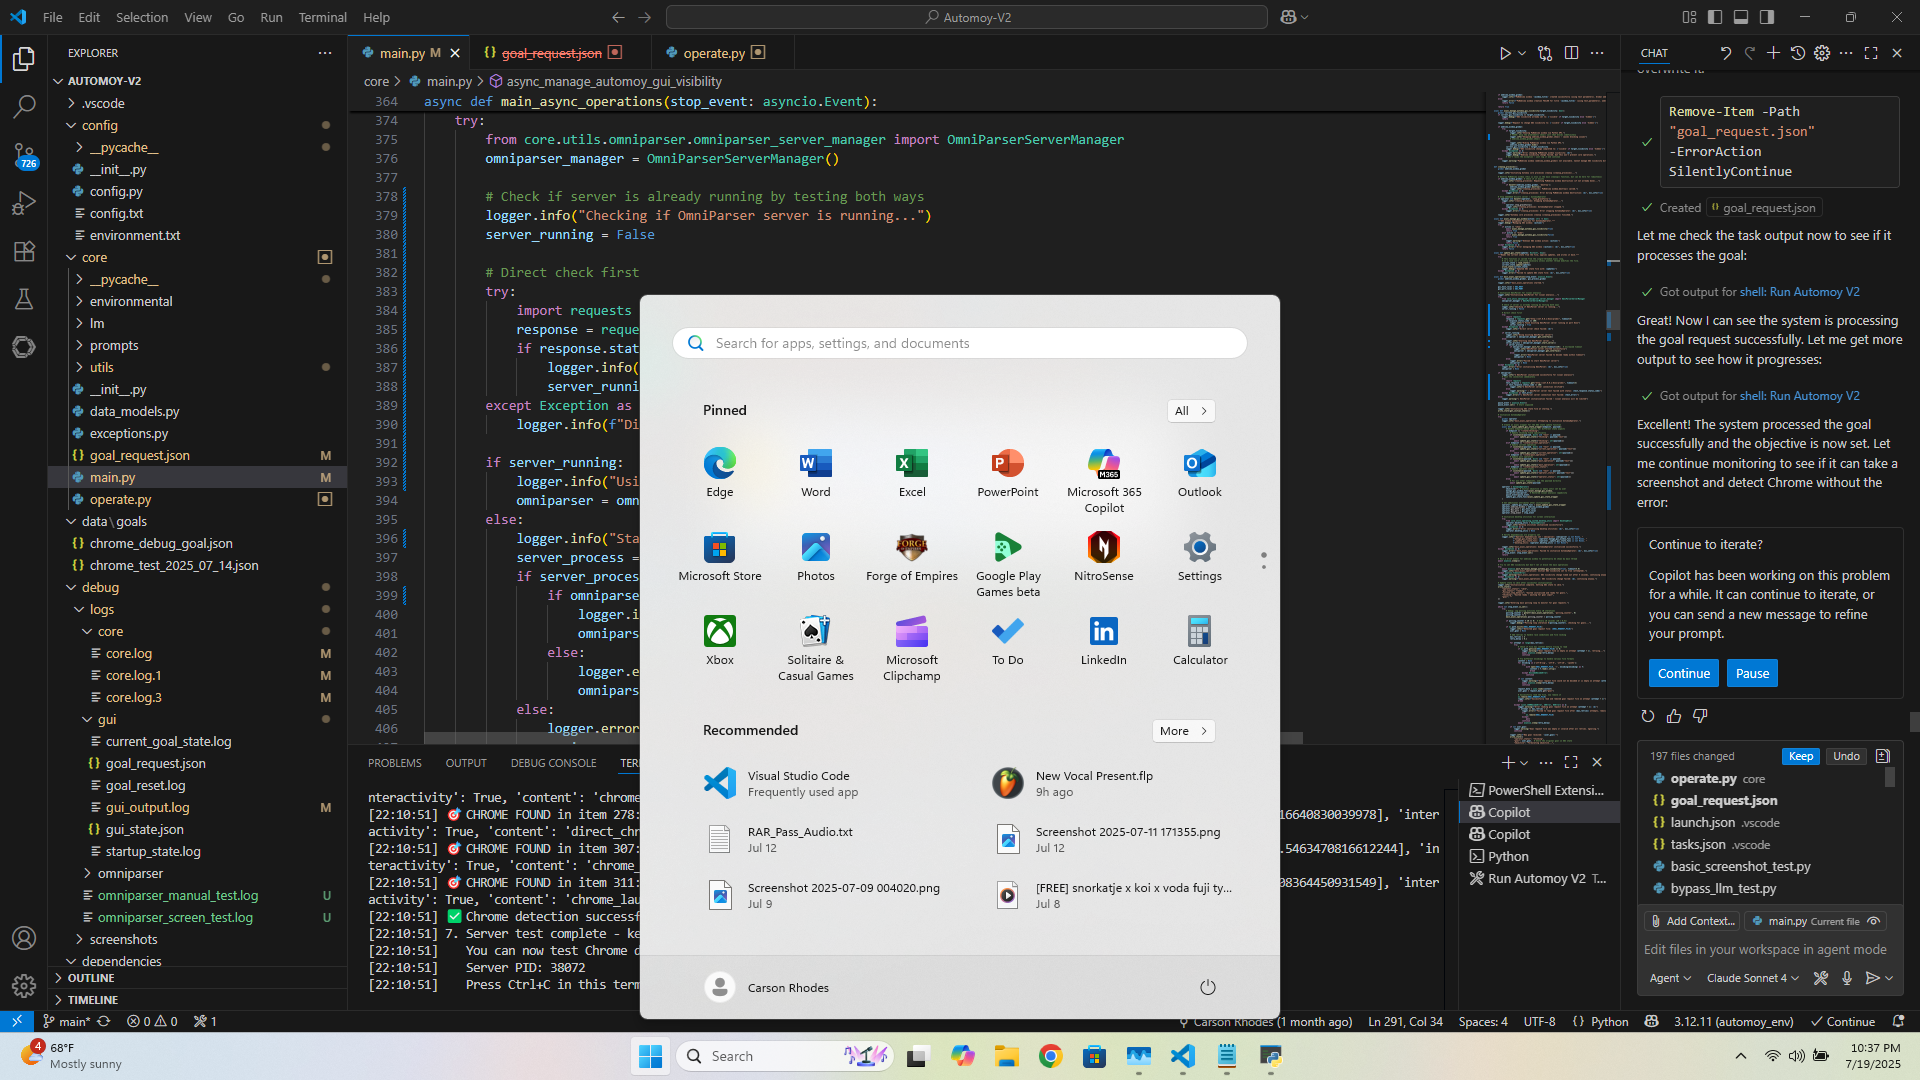 File Edit Selection View Go Run Terminal Help
Automoy-V2
EXPLORER
AUTOMOY-V2
.vscode
config
__pycache__
__init__.py
config.py
config.txt
environment.txt
core
__pycache__
environmental
lm
prompts
utils
__init__.py
data_models.py
exceptions.py
goal_request.json M
main.py M
operate.py
data\goals
chrome_debug_goal.json
chrome_test_2025_07_14.json
debug
logs
core
core.log M
core.log.1 M
core.log.3 M
gui
current_goal_state.log
goal_request.json
goal_reset.log
gui_output.log M
gui_state.json
startup_state.log
omniparser
omniparser_manual_test.log U
omniparser_screen_test.log U
screenshots
dependencies
OUTLINE
TIMELINE
726
main.py M
goal_request.json
operate.py
core > main.py > async_manage_automoy_gui_visibility
364 async def main_async_operations(stop_event: asyncio.Event):
374 try:
375 from core.utils.omniparser.omniparser_server_manager import OmniParserServerManager
376 omniparser_manager = OmniParserServerManager()
377
378 # Check if server is already running by testing both ways
379 logger.info("Checking if OmniParser server is running...")
380 server_running = False
381
382 # Direct check first
383 try:
384 import requests
385 response = reque
386 if response.stat
387 logger.info(
388 server_runni
389 except Exception as
390 logger.info(f"Di
391
392 if server_running:
393 logger.info("Usi
394 omniparser = omn
395 else:
396 logger.info("Sta
397 server_process =
398 if server_proces
399 if omniparse
400 logger.i
401 omnipars
402 else:
403 logger.e
404 omnipars
405 else:
406 logger.error
PROBLEMS OUTPUT DEBUG CONSOLE TER
nteractivity': True, 'content': 'chrome
[22:10:51] 🎯 CHROME FOUND in item 278: 16640830039978], 'inter
activity': True, 'content': 'direct_chr
[22:10:51] 🎯 CHROME FOUND in item 307: .5463470816612244], 'in
teractivity': True, 'content': 'chrome_
[22:10:51] 🎯 CHROME FOUND in item 311: 08364450931549], 'inter
activity': True, 'content': 'chrome_lau
[22:10:51] ✅ Chrome detection successf
[22:10:51] 7. Server test complete - ke
[22:10:51] You can now test Chrome d
[22:10:51] Server PID: 38072
[22:10:51] Press Ctrl+C in this term
PowerShell Extensi...
Copilot
Copilot
Python
Run Automoy V2 T...
Search for apps, settings, and documents
Pinned
All
Edge
Word
Excel
PowerPoint
Microsoft 365 Copilot
M365
Outlook
Microsoft Store
Photos
Forge of Empires
Google Play Games beta
NitroSense
Settings
Xbox
Solitaire & Casual Games
Microsoft Clipchamp
To Do
LinkedIn
Calculator
Recommended
More
Visual Studio Code
Frequently used app
New Vocal Present.flp
9h ago
RAR_Pass_Audio.txt
Jul 12
Screenshot 2025-07-11 171355.png
Jul 12
Screenshot 2025-07-09 004020.png
Jul 9
[FREE] snorkatje x koi x voda fuji ty...
Jul 8
Carson Rhodes
CHAT
Remove-Item -Path
"goal_request.json"
-ErrorAction
SilentlyContinue
Created goal_request.json
Let me check the task output now to see if it
processes the goal:
Got output for shell: Run Automoy V2
Great! Now I can see the system is processing
the goal request successfully. Let me get more
output to see how it progresses:
Got output for shell: Run Automoy V2
Excellent! The system processed the goal
successfully and the objective is now set. Let
me continue monitoring to see if it can take a
screenshot and detect Chrome without the
error:
Continue to iterate?
Copilot has been working on this problem
for a while. It can continue to iterate, or
you can send a new message to refine
your prompt.
Continue Pause
197 files changed Keep Undo
operate.py core
goal_request.json
launch.json .vscode
tasks.json .vscode
basic_screenshot_test.py
bypass_llm_test.py
Add Context... main.py Current file
Edit files in your workspace in agent mode
Agent Claude Sonnet 4
main* 0 0 1
Carson Rhodes (1 month ago) Ln 291, Col 34 Spaces: 4 UTF-8 {} Python 3.12.11 (automoy_env) Continue
4
68°F
Mostly sunny
Search
10:37 PM
7/19/2025